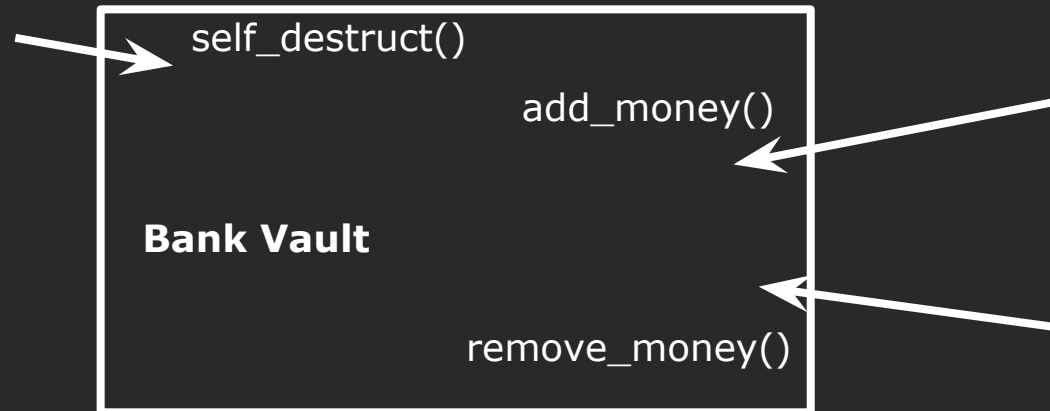 self_destruct()
add_money()
Bank Vault
remove_money()